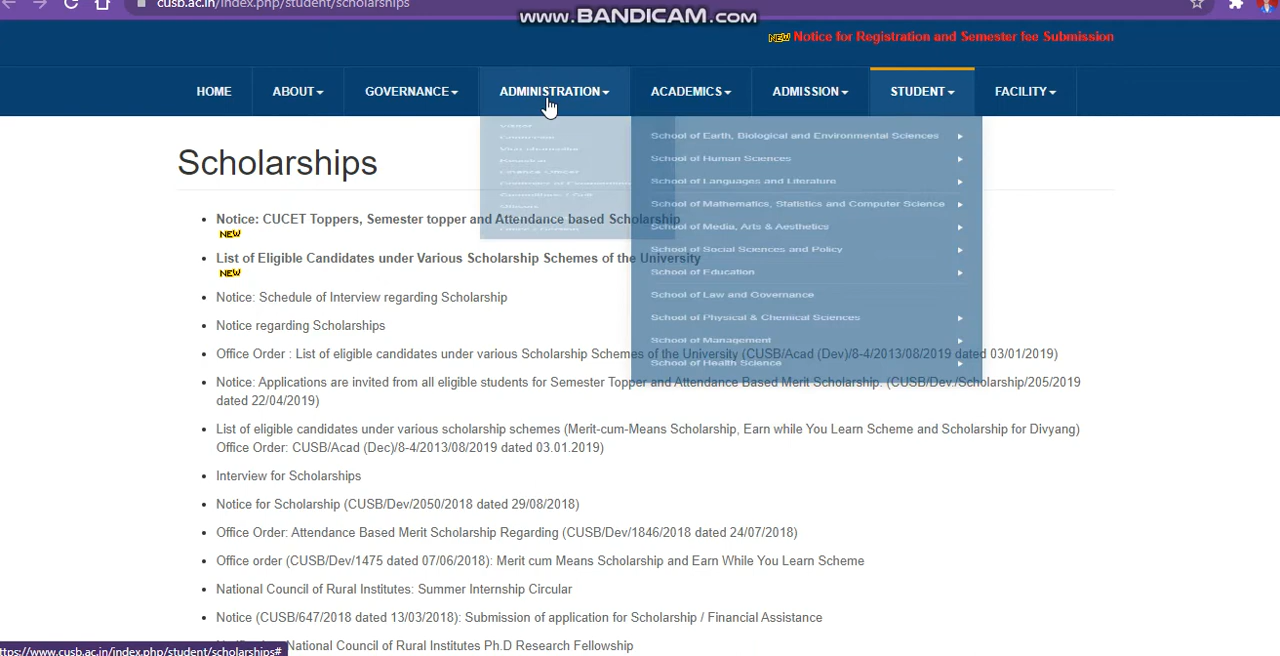 cusb.ac.in/index.php/student/scholarships
www.BANDICAM.com
NEW Notice for Registration and Semester fee Submission
HOME ABOUT GOVERNANCE ADMINISTRATION ACADEMICS ADMISSION STUDENT FACILITY
School of Earth, Biological and Environmental Sciences
School of Human Sciences
School of Languages and Literature
School of Mathematics, Statistics and Computer Science
School of Media, Arts & Aesthetics
School of Social Sciences and Policy
School of Education
School of Law and Governance
School of Physical & Chemical Sciences
School of Management
School of Health Science
Scholarships
Notice: CUCET Toppers, Semester topper and Attendance based Scholarship
NEW
List of Eligible Candidates under Various Scholarship Schemes of the University
NEW
Notice: Schedule of Interview regarding Scholarship
Notice regarding Scholarships
Office Order : List of eligible candidates under various Scholarship Schemes of the University (CUSB/Acad (Dev)/8-4/2013/08/2019 dated 03/01/2019)
Notice: Applications are invited from all eligible students for Semester Topper and Attendance Based Merit Scholarship. (CUSB/Dev./Scholarship/205/2019
dated 22/04/2019)
List of eligible candidates under various scholarship schemes (Merit-cum-Means Scholarship, Earn while You Learn Scheme and Scholarship for Divyang)
Office Order: CUSB/Acad (Dec)/8-4/2013/08/2019 dated 03.01.2019)
Interview for Scholarships
Notice for Scholarship (CUSB/Dev/2050/2018 dated 29/08/2018)
Office Order: Attendance Based Merit Scholarship Regarding (CUSB/Dev/1846/2018 dated 24/07/2018)
Office order (CUSB/Dev/1475 dated 07/06/2018): Merit cum Means Scholarship and Earn While You Learn Scheme
National Council of Rural Institutes: Summer Internship Circular
Notice (CUSB/647/2018 dated 13/03/2018): Submission of application for Scholarship / Financial Assistance
National Council of Rural Institutes Ph.D Research Fellowship
ttps://www.cusb.ac.in/index.php/student/scholarships#